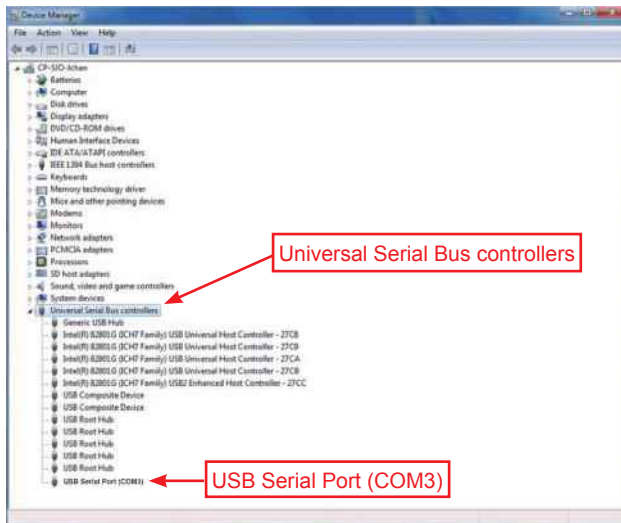 Device Manager
File Action View Help
CP-SIO-Ichan
Batteries
Computer
Disk drives
Display adapters
DVD/CD-ROM drives
Human Interface Devices
IDE ATA/ATAPI controllers
IEEE 1394 Bus host controllers
Keyboards
Memory technology driver
Mice and other pointing devices
Modems
Monitors
Network adapters
PCMCIA adapters
Processors
SD host adapters
Sound, video and game controllers
System devices
Universal Serial Bus controllers
Universal Serial Bus controllers
Generic USB Hub
Intel(R) 82801G (ICH7 Family) USB Universal Host Controller - 27C8
Intel(R) 82801G (ICH7 Family) USB Universal Host Controller - 27C9
Intel(R) 82801G (ICH7 Family) USB Universal Host Controller - 27CA
Intel(R) 82801G (ICH7 Family) USB Universal Host Controller - 27CB
Intel(R) 82801G (ICH7 Family) USB2 Enhanced Host Controller - 27CC
USB Composite Device
USB Composite Device
USB Root Hub
USB Root Hub
USB Root Hub
USB Root Hub
USB Root Hub
USB Serial Port (COM3)
USB Serial Port (COM3)